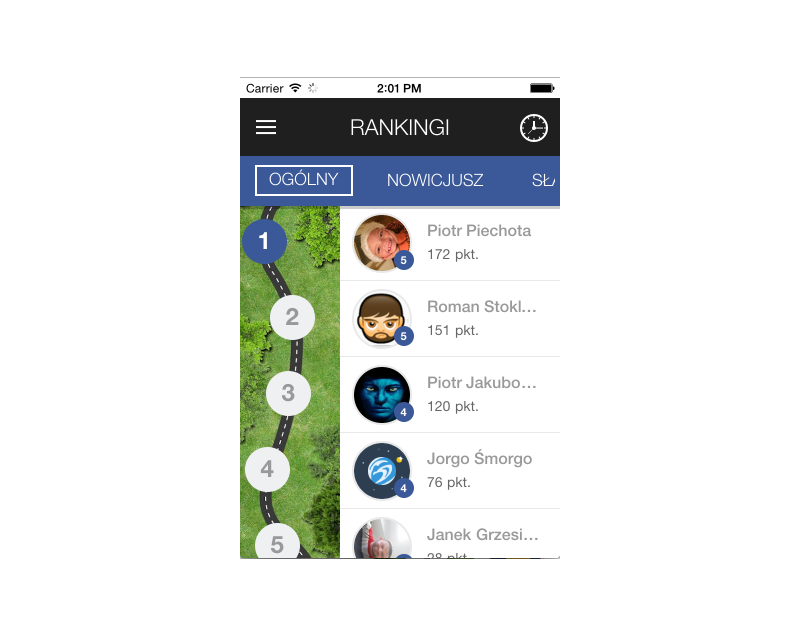 Carrier 2:01 PM
RANKINGI
OGÓLNY NOWICJUSZ
1 Piotr Piechota
5 172 pkt.
2 Roman Stokl...
5 151 pkt.
3 Piotr Jakubo...
4 120 pkt.
4 Jorgo Śmorgo
4 76 pkt.
5 Janek Grzesi...
28 pkt.